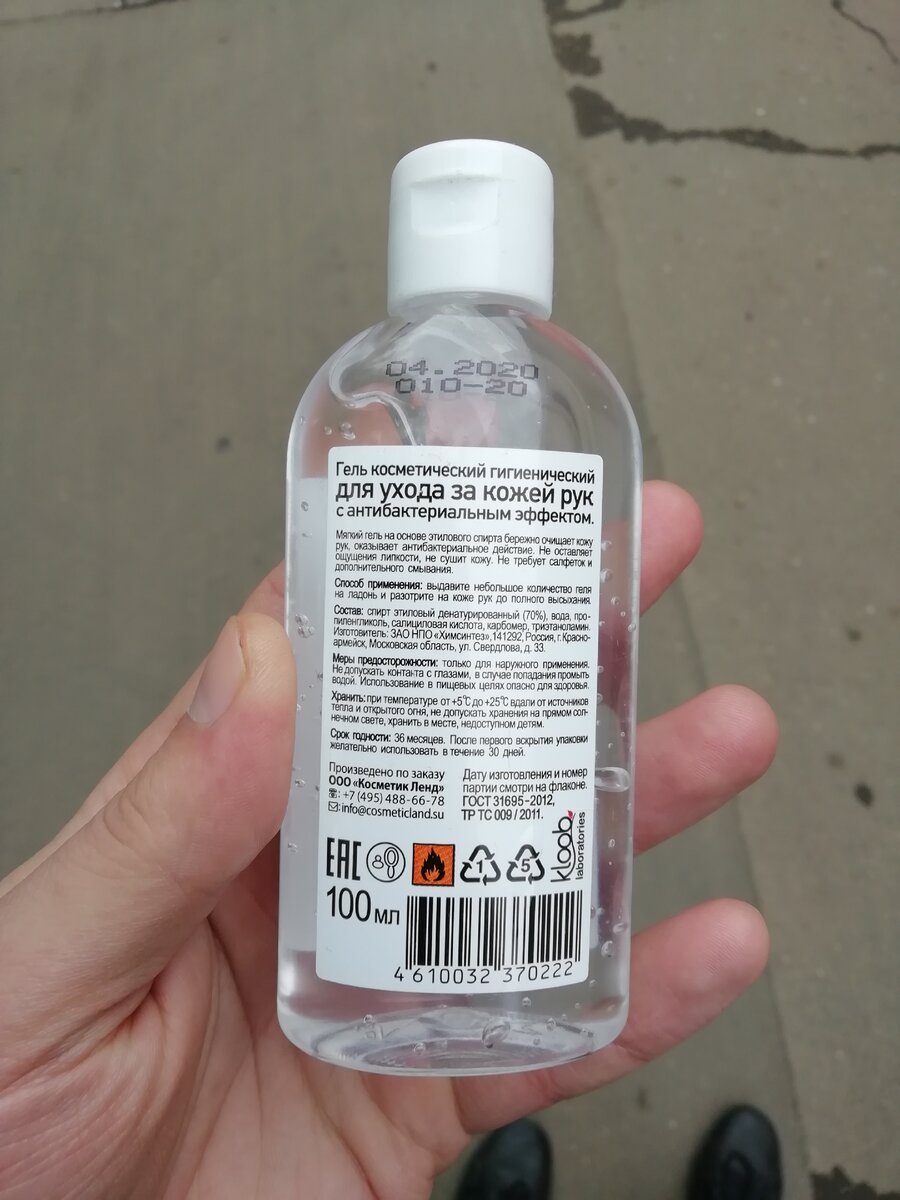 04.2020
010-20
Гель косметический гигиенический
для ухода за кожей рук
с антибактериальным эффектом.
Мягкий гель на основе этилового спирта бережно очищает кожу
рук, оказывает антибактериальное действие. Не оставляет
ощущения липкости, не сушит кожу. Не требует салфеток и
дополнительного смывания.
Способ применения: выдавите небольшое количество геля
на ладонь и разотрите на коже рук до полного высыхания.
Состав: спирт этиловый денатурированный (70%), вода, про-
пиленгликоль, салициловая кислота, карбомер, триэтаноламин.
Изготовитель: ЗАО НПО «Химсинтез», 141292, Россия, г. Красно-
армейск, Московская область, ул. Свердлова, д. 33.
Меры предосторожности: только для наружного применения.
Не допускать контакта с глазами, в случае попадания промыть
водой. Использование в пищевых целях опасно для здоровья.
Хранить: при температуре от +5°C до +25°C вдали от источников
тепла и открытого огня, не допускать хранения на прямом сол-
нечном свете, хранить в месте, недоступном детям.
Срок годности: 36 месяцев. После первого вскрытия упаковки
желательно использовать в течение 30 дней.
Произведено по заказу
ООО «Косметик Ленд»
: +7 (495) 488-66-78
: info@cosmeticland.su
Дату изготовления и номер
партии смотри на флаконе.
ГОСТ 31695-2012,
ТР ТС 009 / 2011.
kloob
laboratories
EAC
1
5
100 мл
4 610032 370222